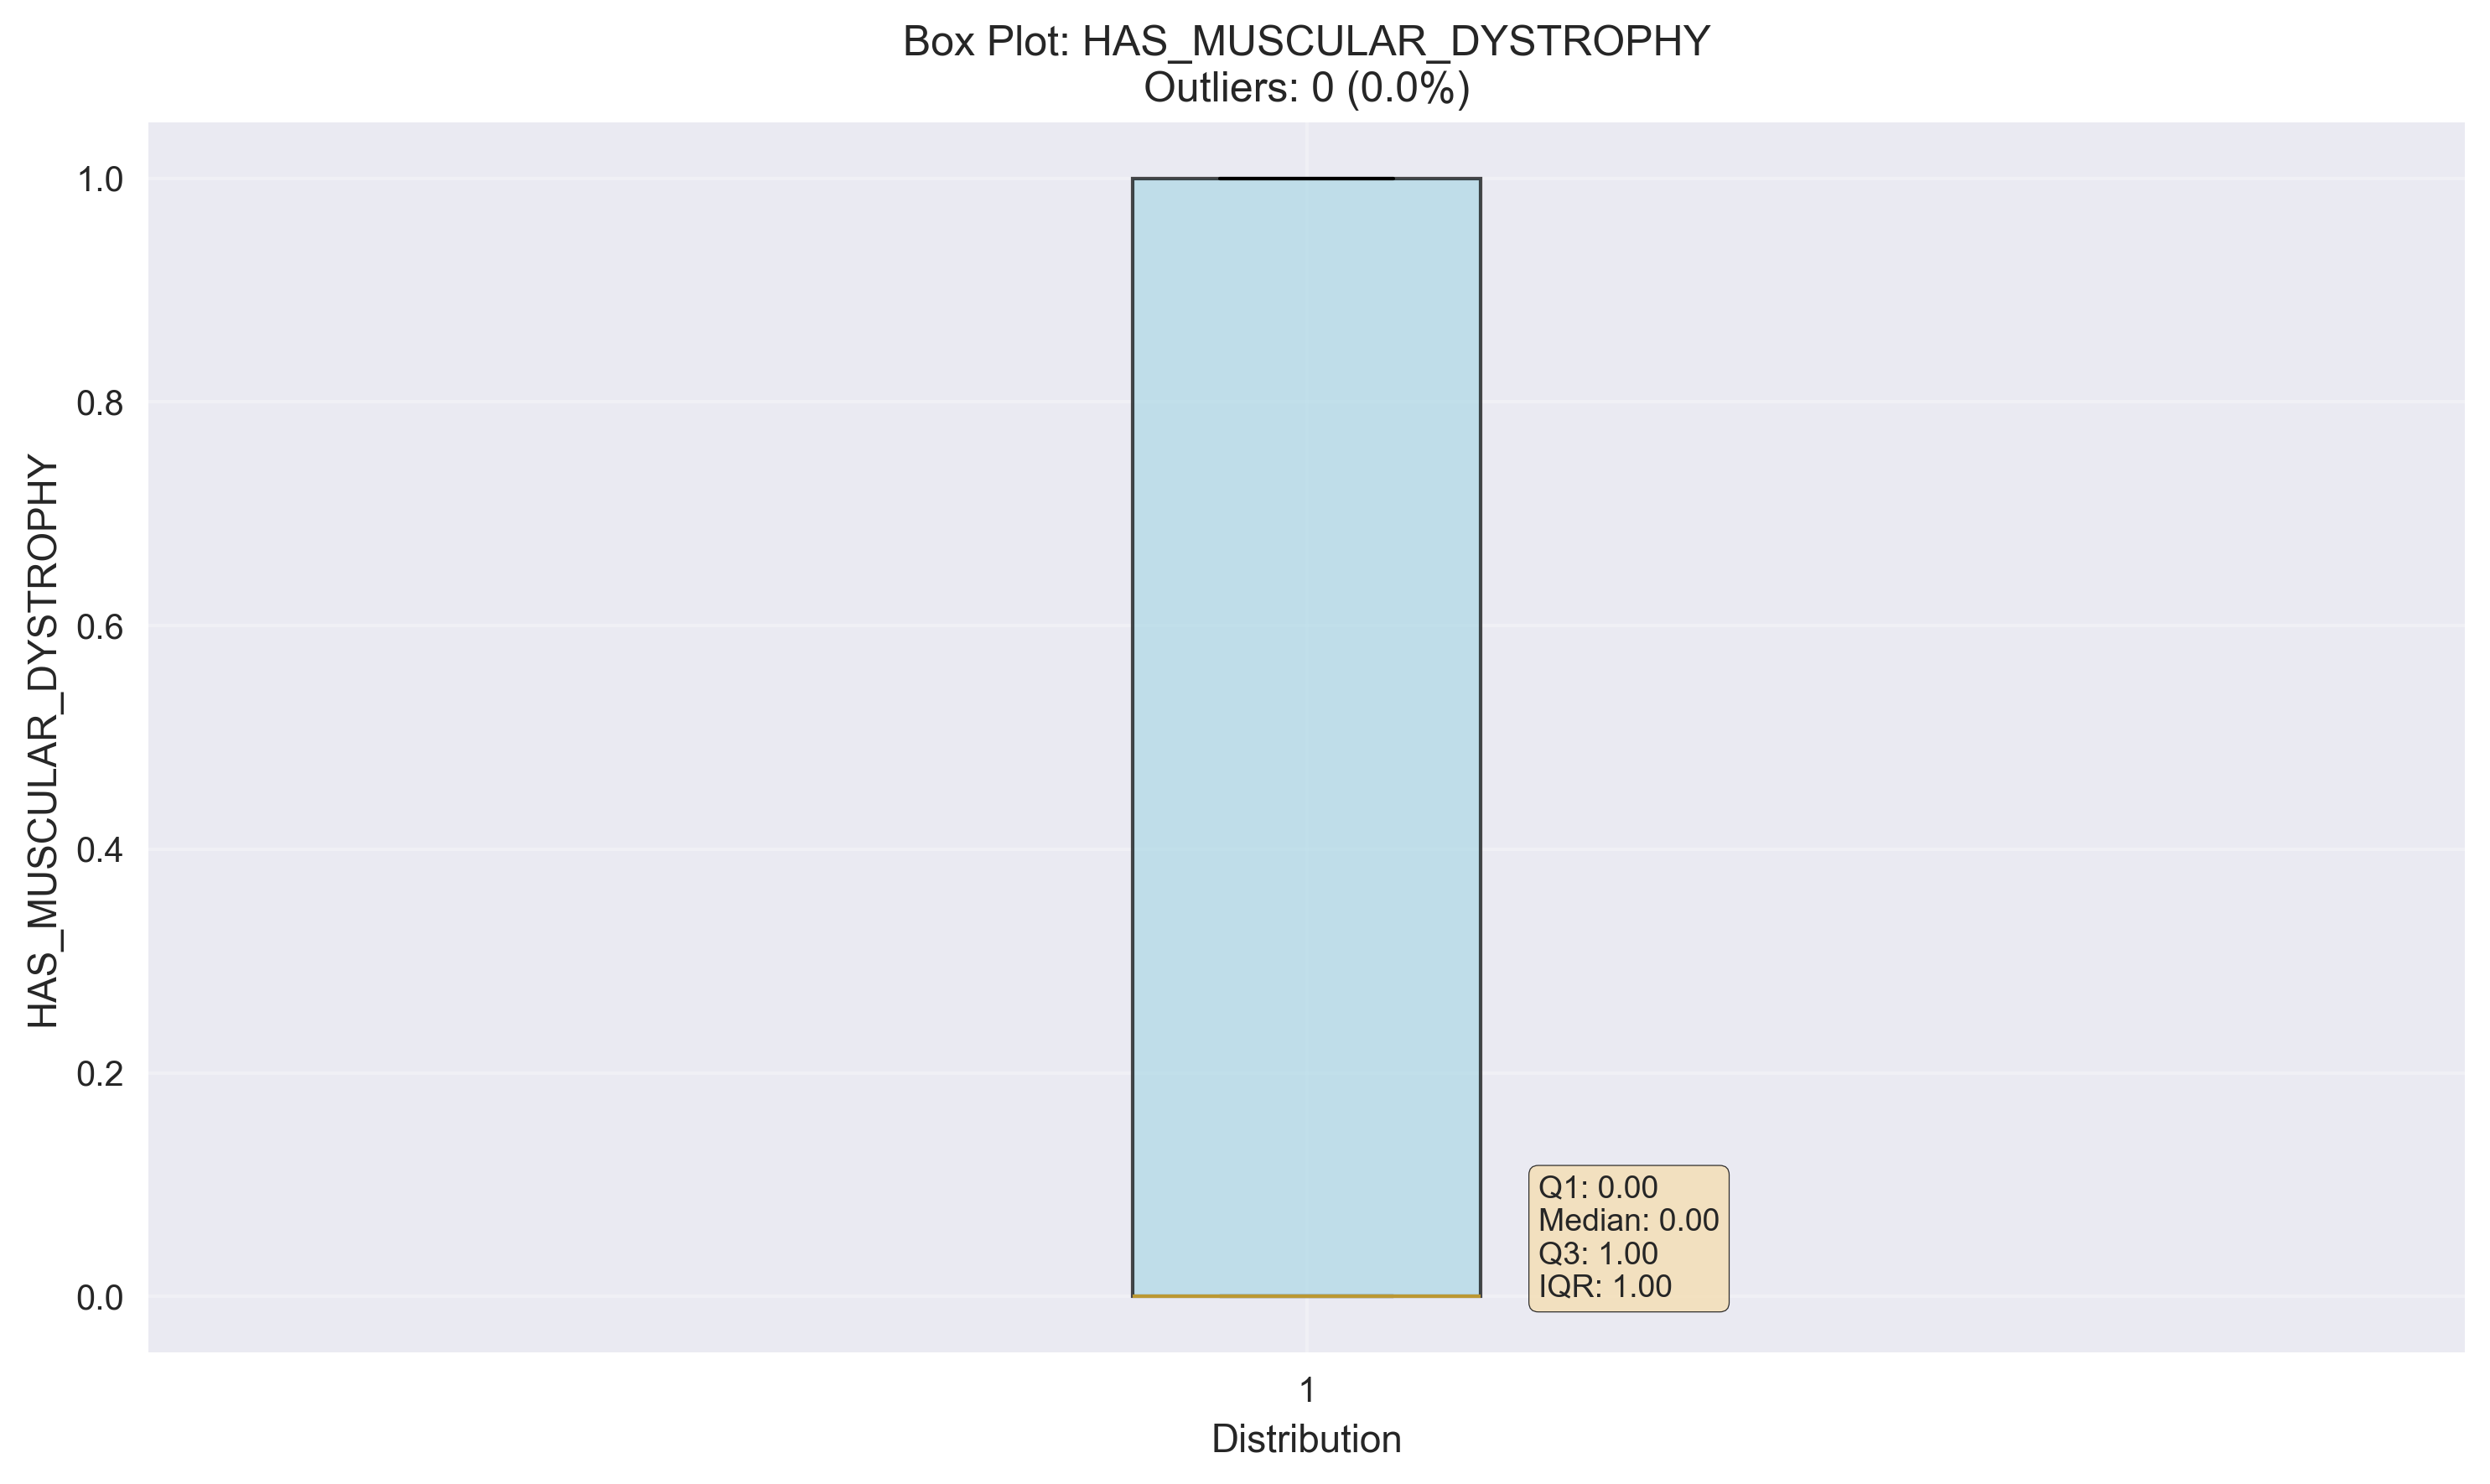 Box Plot: HAS_MUSCULAR_DYSTROPHY
Outliers: 0 (0.0%)
HAS_MUSCULAR_DYSTROPHY
1.0
0.8
0.6
0.4
0.2
0.0
Q1: 0.00
Median: 0.00
Q3: 1.00
IQR: 1.00
1
Distribution